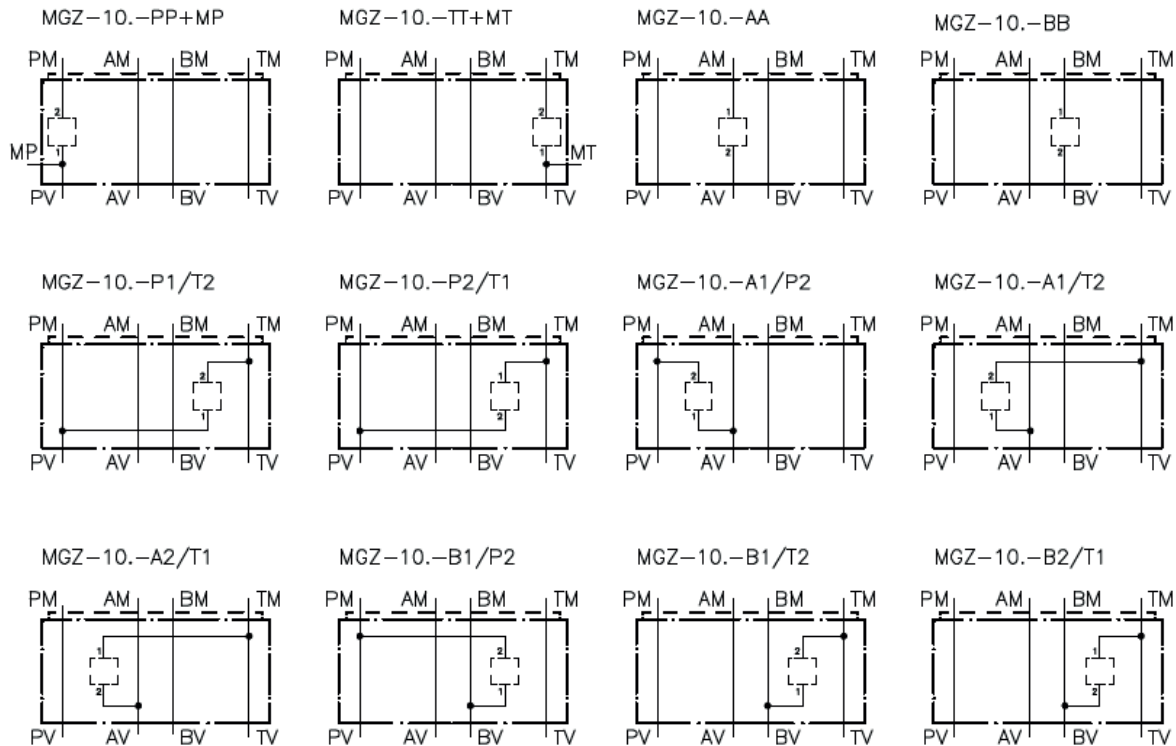 MGZ-10.-PP+MP MGZ-10.-TT+MT MGZ-10.-AA MGZ-10.-BB
PM AM BM TM PM AM BM TM PM AM BM TM PM AM BM TM
2 2 1 1
MP 1 1 MT 2 2
PV AV BV TV PV AV BV TV PV AV BV TV PV AV BV TV
MGZ-10.-P1/T2 MGZ-10.-P2/T1 MGZ-10.-A1/P2 MGZ-10.-A1/T2
PM AM BM TM PM AM BM TM PM AM BM TM PM AM BM TM
2 1 2 2
1 2 1 1
PV AV BV TV PV AV BV TV PV AV BV TV PV AV BV TV
MGZ-10.-A2/T1 MGZ-10.-B1/P2 MGZ-10.-B1/T2 MGZ-10.-B2/T1
PM AM BM TM PM AM BM TM PM AM BM TM PM AM BM TM
1 2 2 1
2 1 1 2
PV AV BV TV PV AV BV TV PV AV BV TV PV AV BV TV